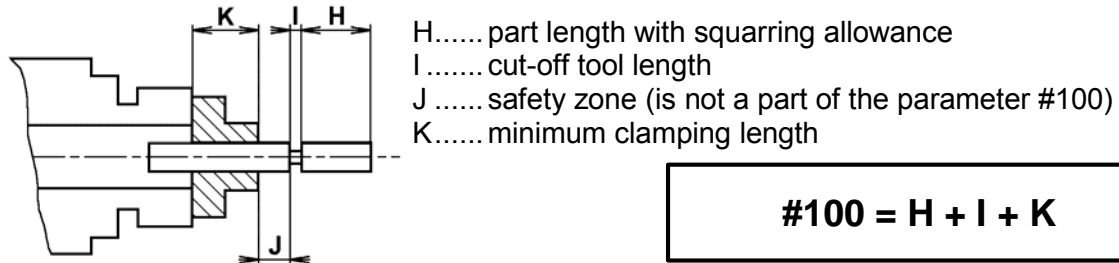 K I H
H...... part length with squarring allowance
I ....... cut-off tool length
J ...... safety zone (is not a part of the parameter #100)
K...... minimum clamping length
#100 = H + I + K
J